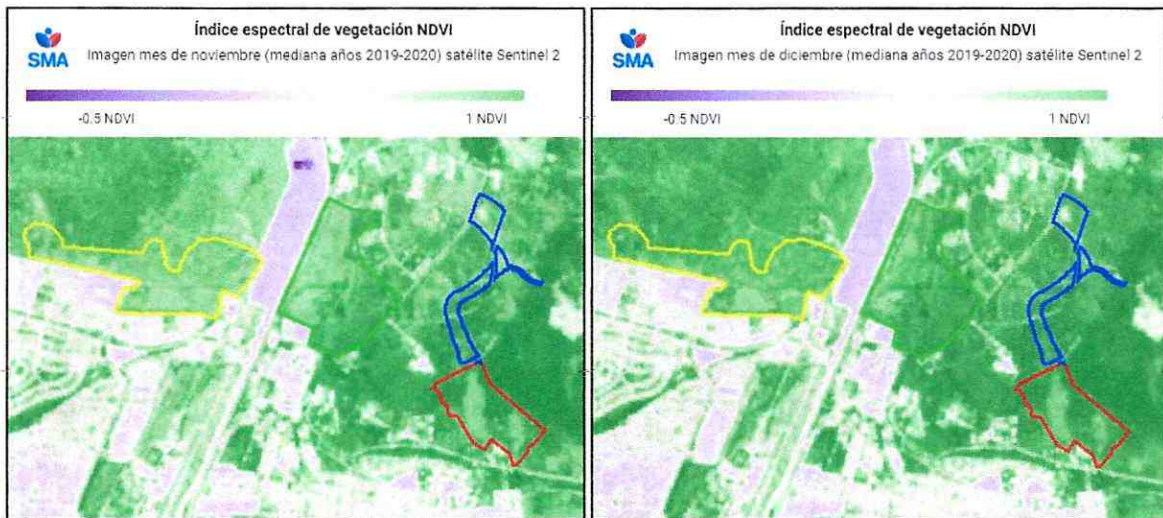 Índice espectral de vegetación NDVI
SMA
Imagen mes de noviembre (mediana años 2019-2020) satélite Sentinel 2
-0.5 NDVI
1 NDVI
Índice espectral de vegetación NDVI
SMA
Imagen mes de diciembre (mediana años 2019-2020) satélite Sentinel 2
-0.5 NDVI
1 NDVI